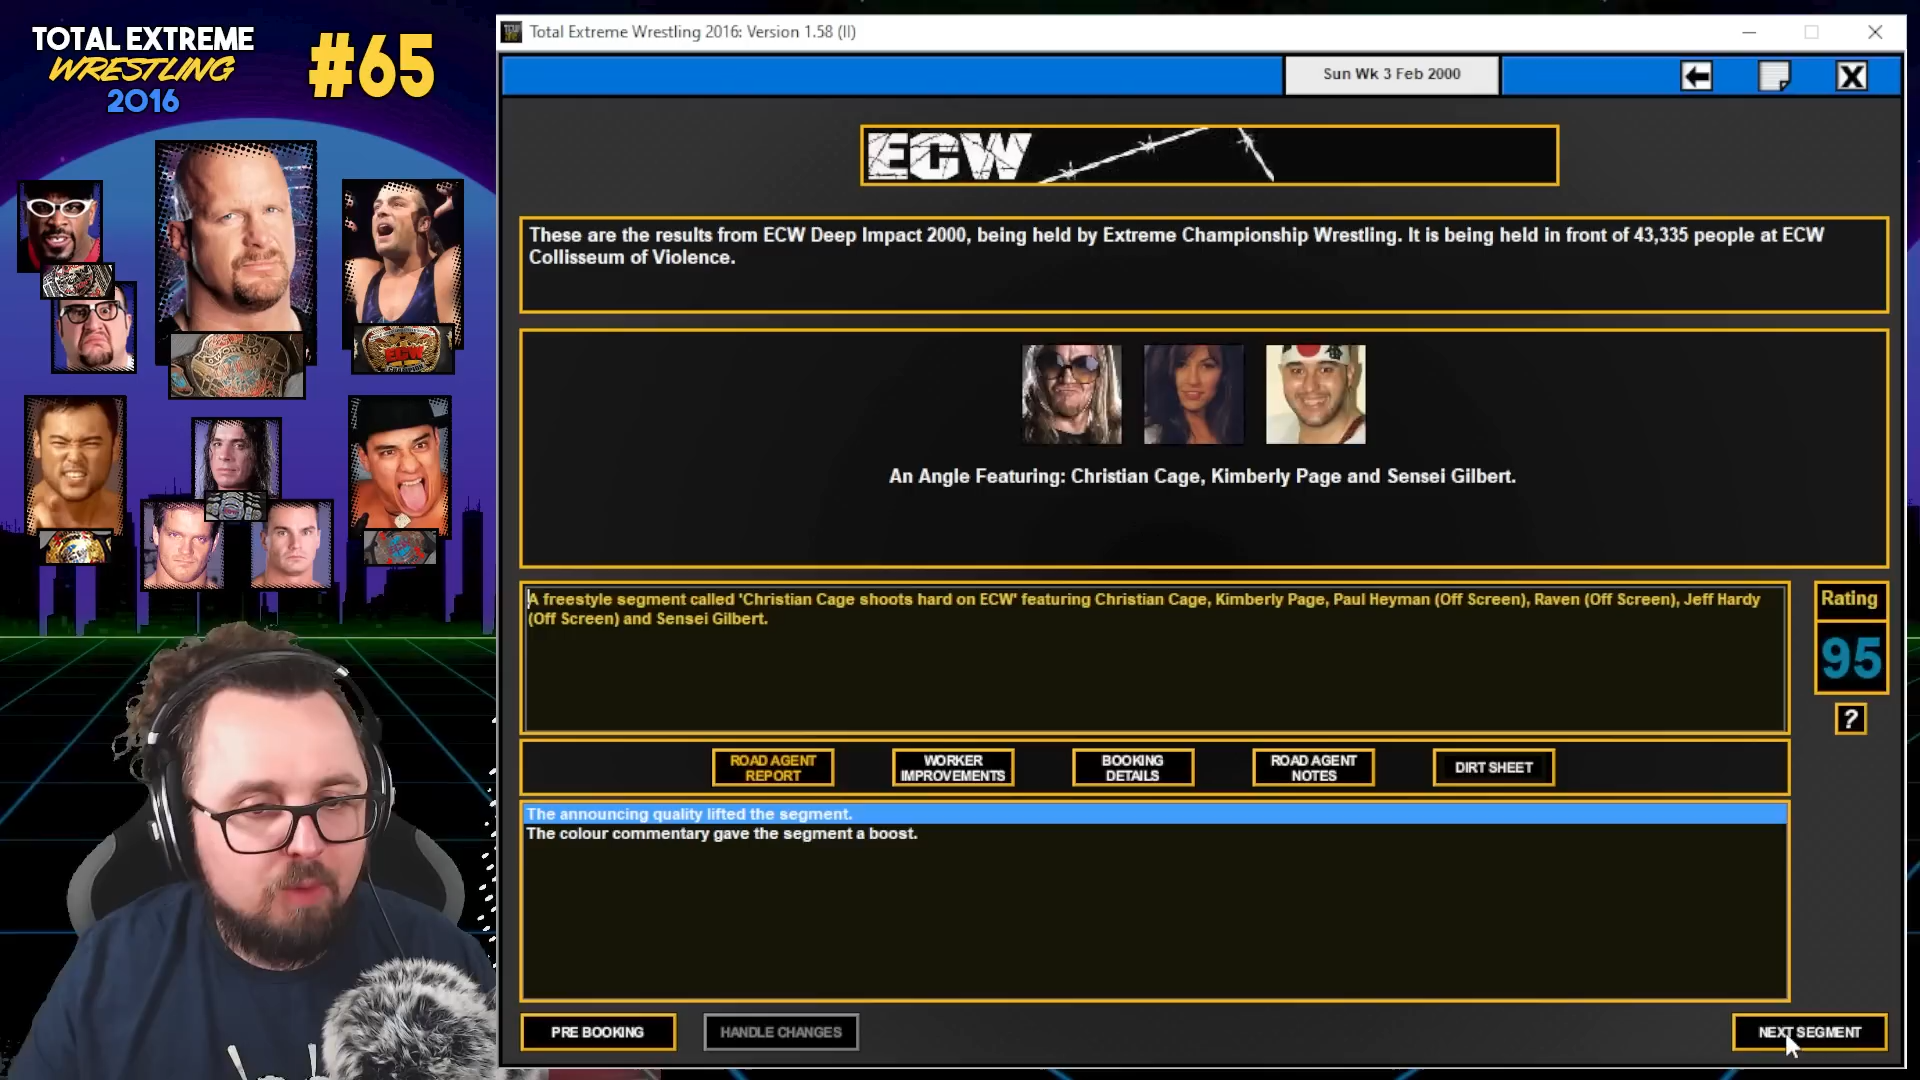 TOTAL EXTREME
WRESTLING
2016
#65
Total Extreme Wrestling 2016: Version 1.58 (II)
Sun Wk 3 Feb 2000
X
ECW
These are the results from ECW Deep Impact 2000, being held by Extreme Championship Wrestling. It is being held in front of 43,335 people at ECW
Collisseum of Violence.
An Angle Featuring: Christian Cage, Kimberly Page and Sensei Gilbert.
A freestyle segment called 'Christian Cage shoots hard on ECW' featuring Christian Cage, Kimberly Page, Paul Heyman (Off Screen), Raven (Off Screen), Jeff Hardy
(Off Screen) and Sensei Gilbert.
Rating
95
?
ROAD AGENT
REPORT
WORKER
IMPROVEMENTS
BOOKING
DETAILS
ROAD AGENT
NOTES
DIRT SHEET
The announcing quality lifted the segment.
The colour commentary gave the segment a boost.
PRE BOOKING
HANDLE CHANGES
NEXT SEGMENT